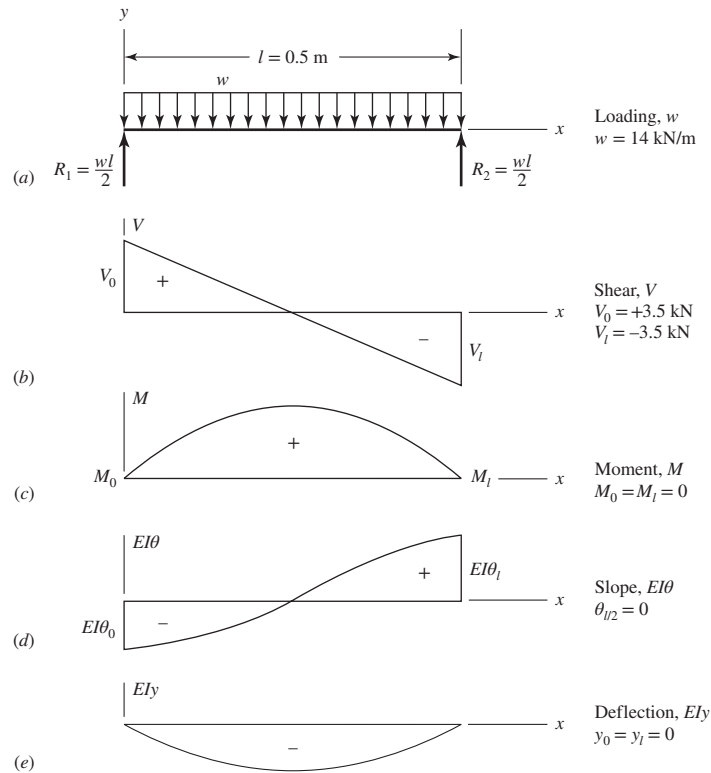 y
l = 0.5 m
w
x
Loading, w
w = 14 kN/m
R₁ = wl/2
R₂ = wl/2
(a)
V
V₀
+
x
–
Vₗ
Shear, V
V₀ = +3.5 kN
Vₗ = –3.5 kN
(b)
M
+
M₀
Mₗ
x
Moment, M
M₀ = Mₗ = 0
(c)
EIθ
+
EIθₗ
x
EIθ₀
–
Slope, EIθ
θₗ/₂ = 0
(d)
EIy
x
–
Deflection, EIy
y₀ = yₗ = 0
(e)